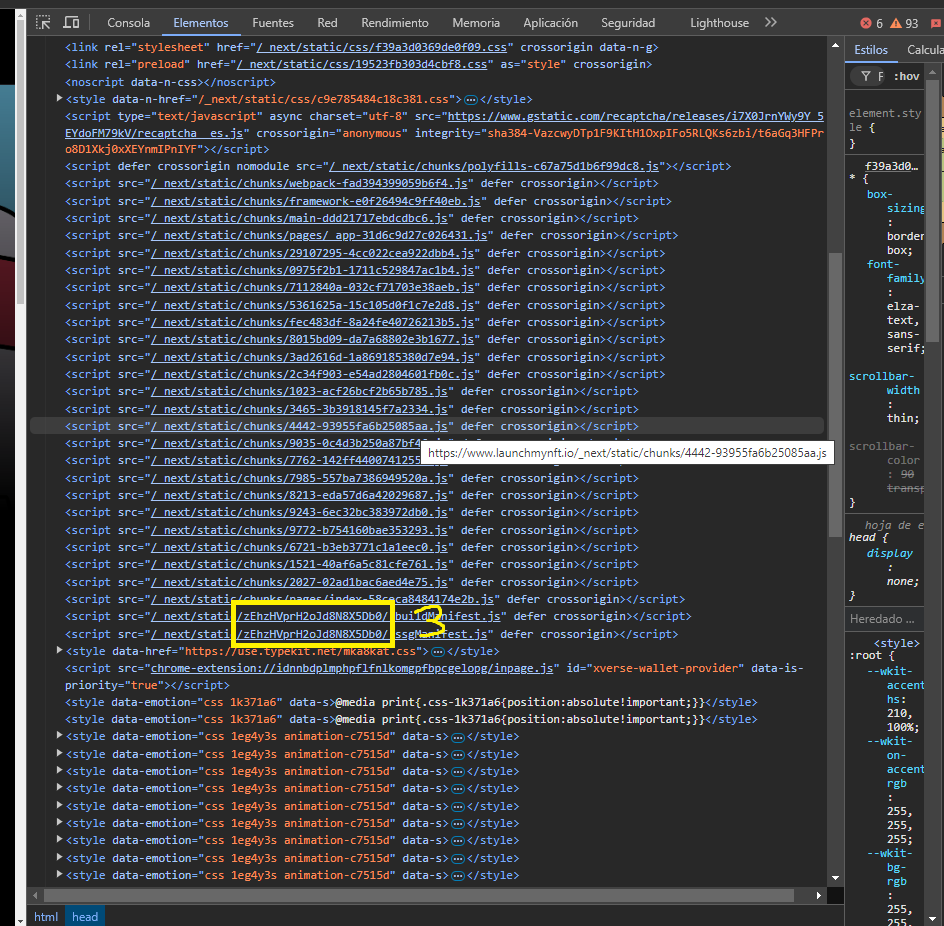 Consola Elementos Fuentes Red Rendimiento Memoria Aplicación Seguridad Lighthouse 6 93
<link rel="stylesheet" href="/_next/static/css/f39a3d0369de0f09.css" crossorigin data-n-g>
<link rel="preload" href="/_next/static/css/19523fb303d4cbf8.css" as="style" crossorigin>
<noscript data-n-css></noscript>
<style data-n-href="/_next/static/css/c9e785484c18c381.css">…</style>
<script type="text/javascript" async charset="utf-8" src="https://www.gstatic.com/recaptcha/releases/i7X0JrnYWy9Y_5
EYdoFM79kV/recaptcha__es.js" crossorigin="anonymous" integrity="sha384-VazcwyDTp1F9KItH1OxpIFo5RLQKs6zbi/t6aGq3HFPr
o8D1Xkj0xXEYnmIPnIYF"></script>
<script defer crossorigin nomodule src="/_next/static/chunks/polyfills-c67a75d1b6f99dc8.js"></script>
<script src="/_next/static/chunks/webpack-fad394399059b6f4.js" defer crossorigin></script>
<script src="/_next/static/chunks/framework-e0f26494c9ff40eb.js" defer crossorigin></script>
<script src="/_next/static/chunks/main-ddd21717ebdcdbc6.js" defer crossorigin></script>
<script src="/_next/static/chunks/pages/_app-31d6c9d27c026431.js" defer crossorigin></script>
<script src="/_next/static/chunks/29107295-4cc022cea922dbb4.js" defer crossorigin></script>
<script src="/_next/static/chunks/0975f2b1-1711c529847ac1b4.js" defer crossorigin></script>
<script src="/_next/static/chunks/7112840a-032cf71703e38aeb.js" defer crossorigin></script>
<script src="/_next/static/chunks/5361625a-15c105d0f1c7e2d8.js" defer crossorigin></script>
<script src="/_next/static/chunks/fec483df-8a24fe40726213b5.js" defer crossorigin></script>
<script src="/_next/static/chunks/8015bd09-da7a68802e3b1677.js" defer crossorigin></script>
<script src="/_next/static/chunks/3ad2616d-1a869185380d7e94.js" defer crossorigin></script>
<script src="/_next/static/chunks/2c34f903-e54ad2804601fb0c.js" defer crossorigin></script>
<script src="/_next/static/chunks/1023-acf26bcf2b65b785.js" defer crossorigin></script>
<script src="/_next/static/chunks/3465-3b3918145f7a2334.js" defer crossorigin></script>
<script src="/_next/static/chunks/4442-93955fa6b25085aa.js" defer crossorigin></script>
<script src="/_next/static/chunks/9035-0c4d3b250a87bf4
https://www.launchmynft.io/_next/static/chunks/4442-93955fa6b25085aa.js
<script src="/_next/static/chunks/7762-142ff4400741255
<script src="/_next/static/chunks/7985-557ba7386949520a.js" defer crossorigin></script>
<script src="/_next/static/chunks/8213-eda57d6a42029687.js" defer crossorigin></script>
<script src="/_next/static/chunks/9243-6ec32bc383972db0.js" defer crossorigin></script>
<script src="/_next/static/chunks/9772-b754160bae353293.js" defer crossorigin></script>
<script src="/_next/static/chunks/6721-b3eb3771c1a1eec0.js" defer crossorigin></script>
<script src="/_next/static/chunks/1521-40af6a5c81cfe761.js" defer crossorigin></script>
<script src="/_next/static/chunks/2027-02ad1bac6aed4e75.js" defer crossorigin></script>
<script src="/_next/static/chunks/pages/index-58ceca8484174e2b.js" defer crossorigin></script>
<script src="/_next/static/zEhzHVprH2oJd8N8X5Db0/_buildManifest.js" defer crossorigin></script>
<script src="/_next/static/zEhzHVprH2oJd8N8X5Db0/_ssgManifest.js" defer crossorigin></script>
3
<style data-href="https://use.typekit.net/mka8kat.css">…</style>
<script src="chrome-extension://idnnbdplmphpflfnlkomgpfbpcgelopg/inpage.js" id="xverse-wallet-provider" data-is-
priority="true"></script>
<style data-emotion="css 1k371a6" data-s>@media print{.css-1k371a6{position:absolute!important;}}</style>
<style data-emotion="css 1k371a6" data-s>@media print{.css-1k371a6{position:absolute!important;}}</style>
<style data-emotion="css 1eg4y3s animation-c7515d" data-s>…</style>
<style data-emotion="css 1eg4y3s animation-c7515d" data-s>…</style>
<style data-emotion="css 1eg4y3s animation-c7515d" data-s>…</style>
<style data-emotion="css 1eg4y3s animation-c7515d" data-s>…</style>
<style data-emotion="css 1eg4y3s animation-c7515d" data-s>…</style>
<style data-emotion="css 1eg4y3s animation-c7515d" data-s>…</style>
<style data-emotion="css 1eg4y3s animation-c7515d" data-s>…</style>
<style data-emotion="css 1eg4y3s animation-c7515d" data-s>…</style>
<style data-emotion="css 1eg4y3s animation-c7515d" data-s>…</style>
html head
Estilos Calcula
F :hov
element.sty
le {
}
f39a3d0…
* {
box-
sizing
:
border
box;
font-
family
:
elza-
text,
sans-
serif;
scrollbar-
width
:
thin;
scrollbar-
color
: 90
transp
}
hoja de e
head {
display
:
none;
}
Heredado …
<style>
:root {
--wkit-
accent
hs:
210,
100%;
--wkit-
on-
accent
rgb
:
255,
255,
255;
--wkit-
bg-
rgb
:
255,
255,